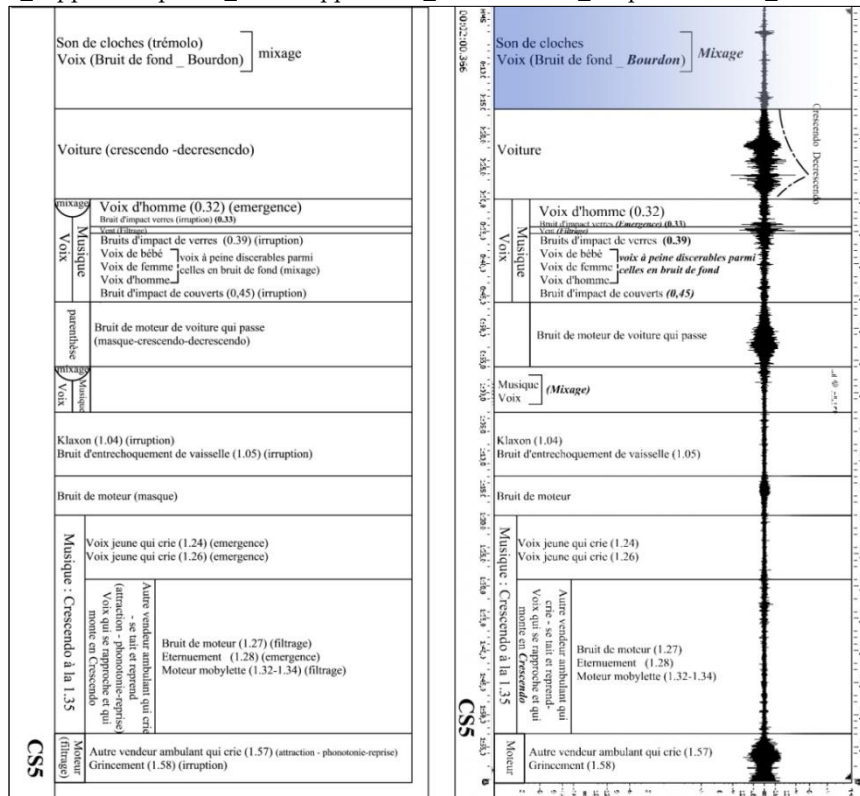 Son de cloches (trémolo)
Voix (Bruit de fond _ Bourdon)
mixage
Voiture (crescendo -decresencdo)
mixage
Voix
Musique
Voix d'homme (0.32) (emergence)
Bruit d'impact verres (irruption) (0.33)
Vent (Filtrage)
Bruits d'impact de verres (0.39) (irruption)
Voix de bébé
Voix de femme
Voix d'homme
voix à peine discerables parmi
celles en bruit de fond (mixage)
Bruit d'impact de couverts (0,45) (irruption)
parenthèse
Bruit de moteur de voiture qui passe
(masque-crescendo-decrescendo)
mixage
Voix
Musique
Klaxon (1.04) (irruption)
Bruit d'entrechoquement de vaisselle (1.05) (irruption)
Bruit de moteur (masque)
Musique : Crescendo à la 1.35
Voix jeune qui crie (1.24) (emergence)
Voix jeune qui crie (1.26) (emergence)
Autre vendeur ambulant qui crie
- se tait et reprend
(attraction - phonotonie-reprise)
Voix qui se rapproche et qui
monte en Crescendo
Bruit de moteur (1.27) (filtrage)
Eternuement (1.28) (emergence)
Moteur mobylette (1.32-1.34) (filtrage)
Moteur
(filtrage)
Autre vendeur ambulant qui crie (1.57) (attraction - phonotonie-reprise)
Grincement (1.58) (irruption)
CS5
Son de cloches
Voix (Bruit de fond _ Bourdon)
Mixage
Voiture
Crescendo Decrescendo
Voix
Musique
Voix d'homme (0.32)
Bruit d'impact verres (Emergence) (0.33)
Vent (Filtrage)
Bruits d'impact de verres (0.39)
Voix de bébé
Voix de femme
Voix d'homme
voix à peine discerables parmi
celles en bruit de fond
Bruit d'impact de couverts (0,45)
Bruit de moteur de voiture qui passe
Musique
Voix
(Mixage)
Klaxon (1.04)
Bruit d'entrechoquement de vaisselle (1.05)
Bruit de moteur
Musique : Crescendo à la 1.35
Voix jeune qui crie (1.24)
Voix jeune qui crie (1.26)
Autre vendeur ambulant qui
crie - se tait et reprend-
Voix qui se rapproche et qui
monte en Crescendo
Bruit de moteur (1.27)
Eternuement (1.28)
Moteur mobylette (1.32-1.34)
Moteur
Autre vendeur ambulant qui crie (1.57)
Grincement (1.58)
CS5